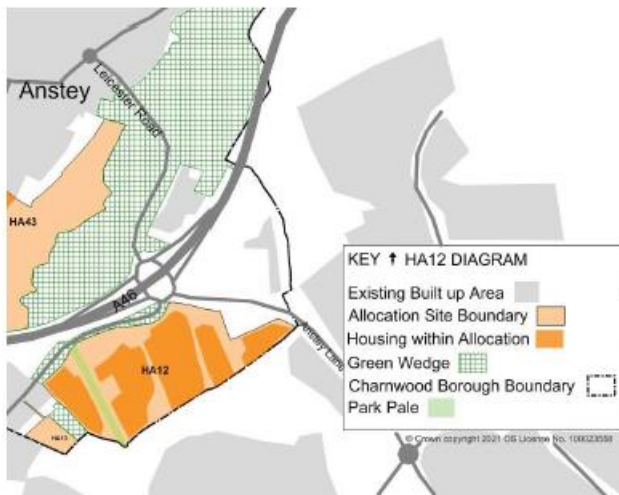 Leicester Road
Anstey
HA43
A46
KEY ↑ HA12 DIAGRAM
Existing Built up Area
Allocation Site Boundary
Housing within Allocation
Green Wedge
Charnwood Borough Boundary
Park Pale
Anstey Lane
HA12
© Crown copyright 2021 OS License No. 100023558